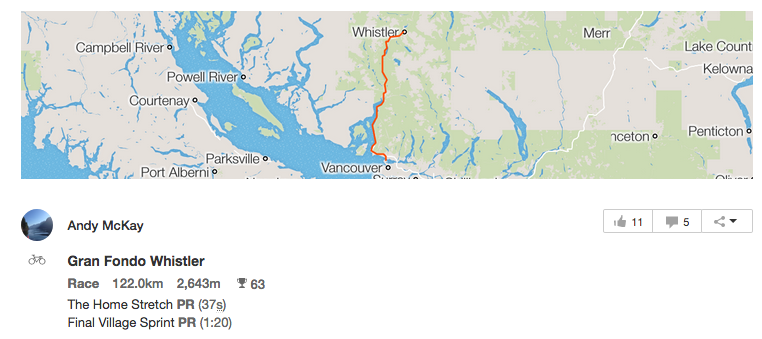 Whistler
Merr
Campbell River
Lake Count
Kelowna
Powell River
Courtenay
nceton
Penticton
Parksville
Vancouver
Port Alberni
Andy McKay
11
5
Gran Fondo Whistler
Race 122.0km 2,643m 63
The Home Stretch PR (37s)
Final Village Sprint PR (1:20)